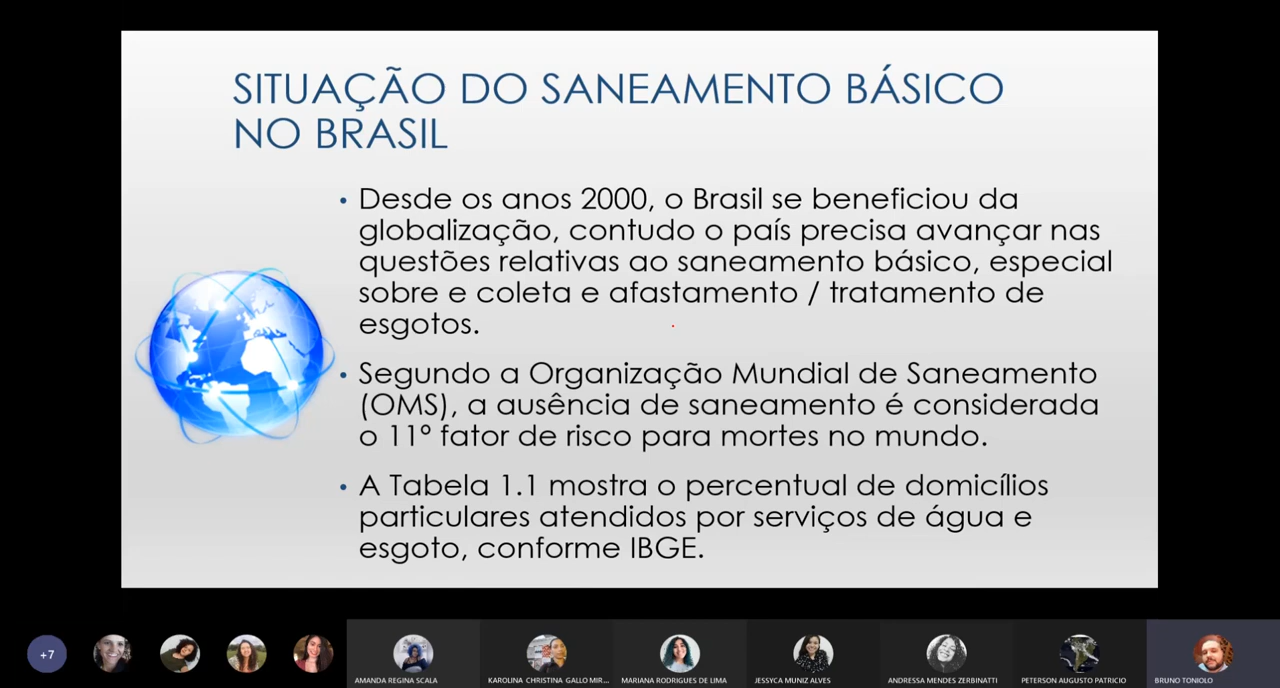 SITUAÇÃO DO SANEAMENTO BÁSICO
NO BRASIL
• Desde os anos 2000, o Brasil se beneficiou da
globalização, contudo o país precisa avançar nas
questões relativas ao saneamento básico, especial
sobre e coleta e afastamento / tratamento de
esgotos.
• Segundo a Organização Mundial de Saneamento
(OMS), a ausência de saneamento é considerada
o 11° fator de risco para mortes no mundo.
• A Tabela 1.1 mostra o percentual de domicílios
particulares atendidos por serviços de água e
esgoto, conforme IBGE.
+7
AMANDA REGINA SCALA
KAROLINA CHRISTINA GALLO MIR...
MARIANA RODRIGUES DE LIMA
JESSYCA MUNIZ ALVES
ANDRESSA MENDES ZERBINATTI
PETERSON AUGUSTO PATRICIO
BRUNO TONIOLO